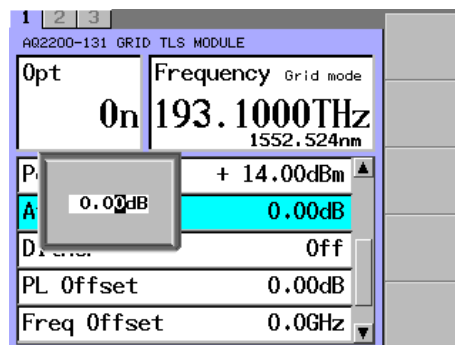 1 2 3
AQ2200-131 GRID TLS MODULE
Opt
On
Frequency Grid mode
193.1000THz
1552.524nm
+ 14.00dBm
0.00dB
0.00dB
Off
PL Offset 0.00dB
Freq Offset 0.0GHz